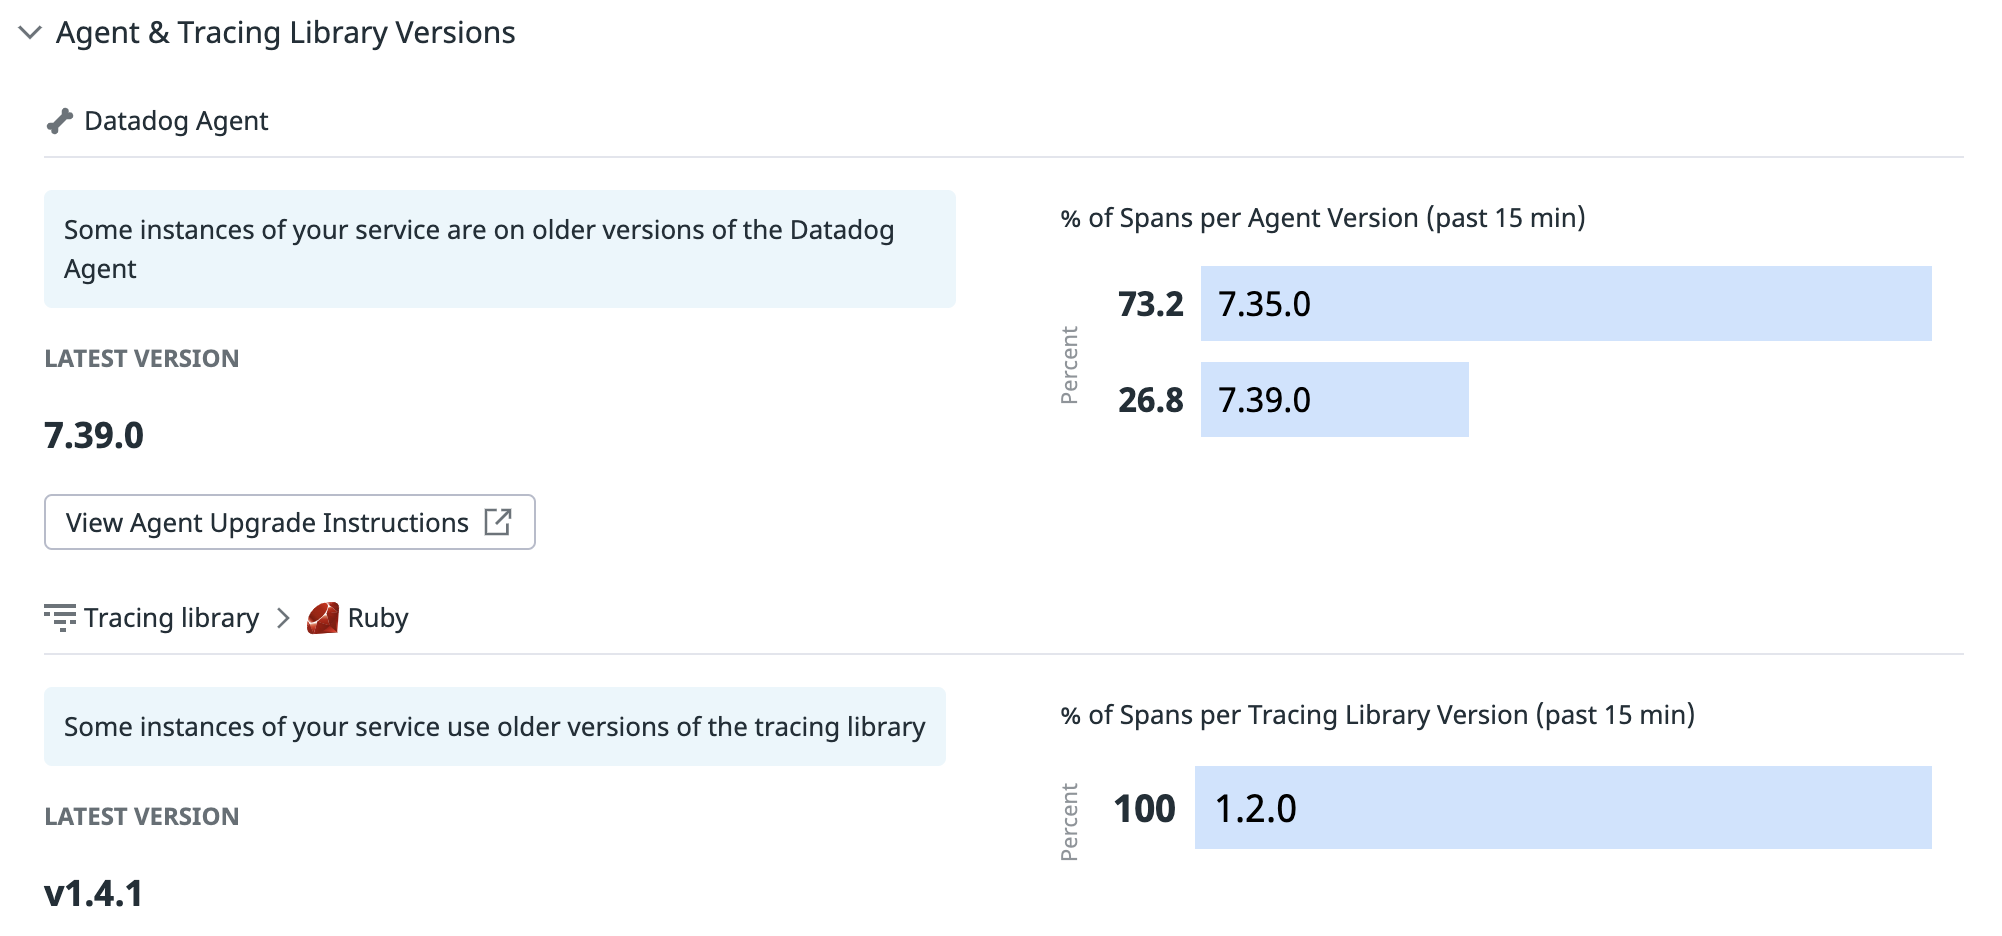 Agent & Tracing Library Versions
Datadog Agent
Some instances of your service are on older versions of the Datadog
Agent
LATEST VERSION
7.39.0
View Agent Upgrade Instructions
% of Spans per Agent Version (past 15 min)
Percent
73.2 7.35.0
26.8 7.39.0
Tracing library > Ruby
Some instances of your service use older versions of the tracing library
LATEST VERSION
v1.4.1
% of Spans per Tracing Library Version (past 15 min)
Percent
100 1.2.0